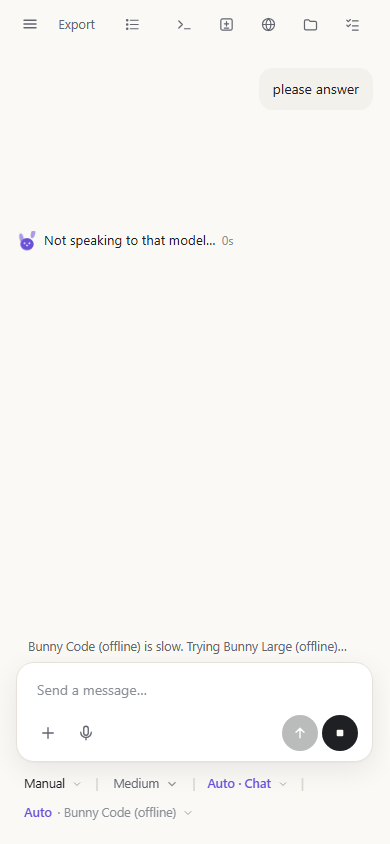 Export
please answer
Not speaking to that model... 0s
Bunny Code (offline) is slow. Trying Bunny Large (offline)...
Send a message...
Manual | Medium | Auto · Chat |
Auto · Bunny Code (offline)